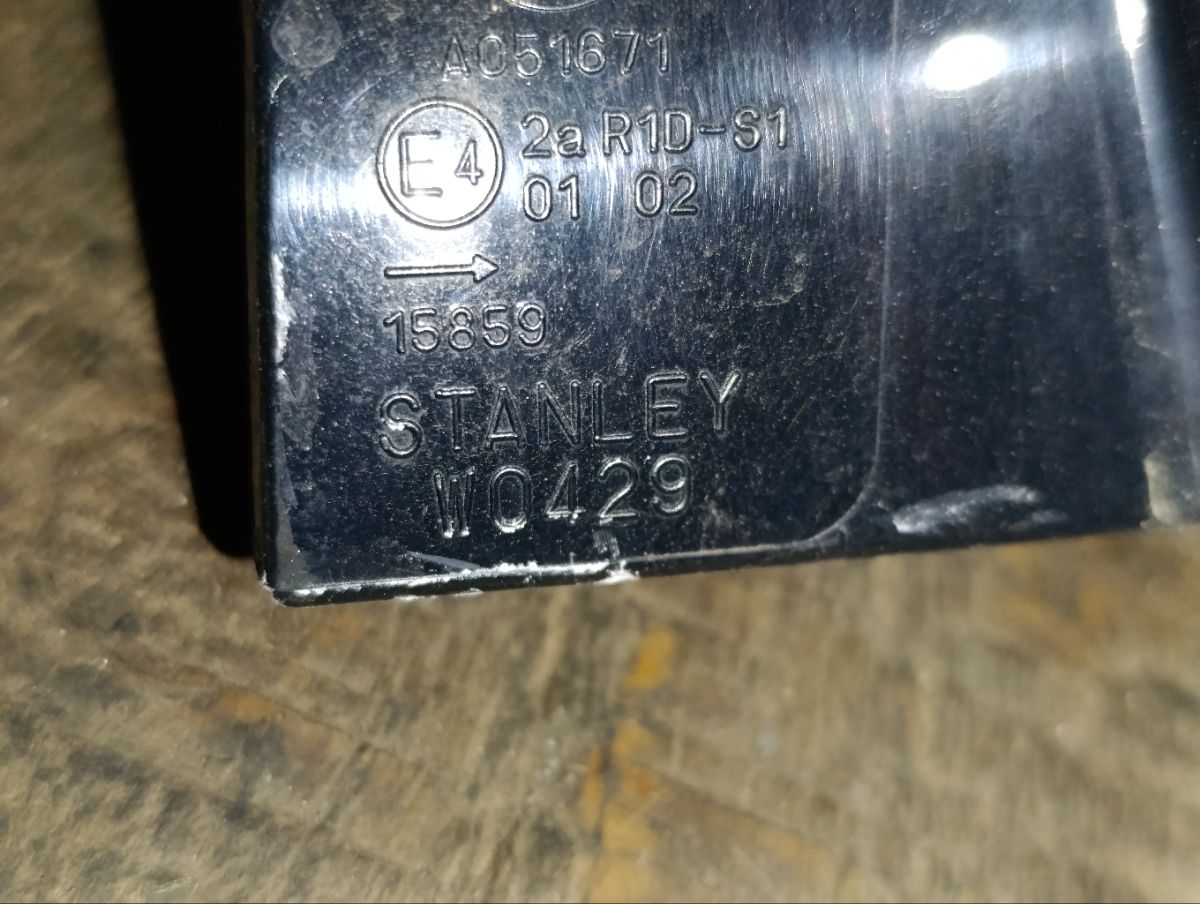 A051671
E4 2a R1D-S1
01 02
→
15859
STANLEY
W0429